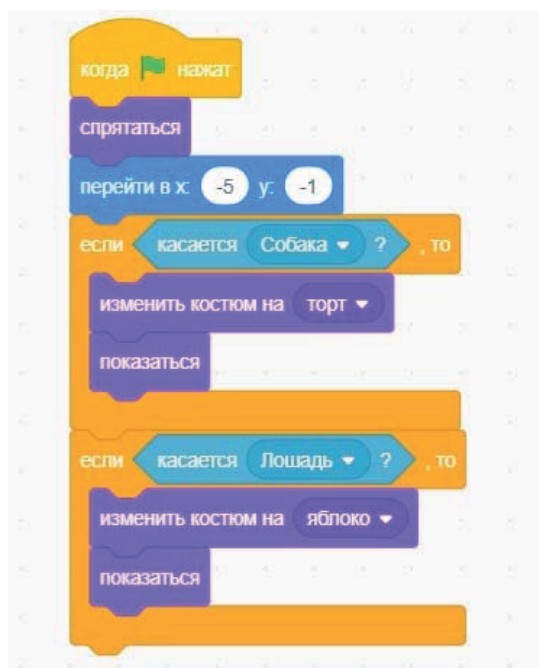 когда нажат
спрятаться
перейти в x: -5 y: -1
если касается Собака ? , то
изменить костюм на торт
показаться
если касается Лошадь ? , то
изменить костюм на яблоко
показаться